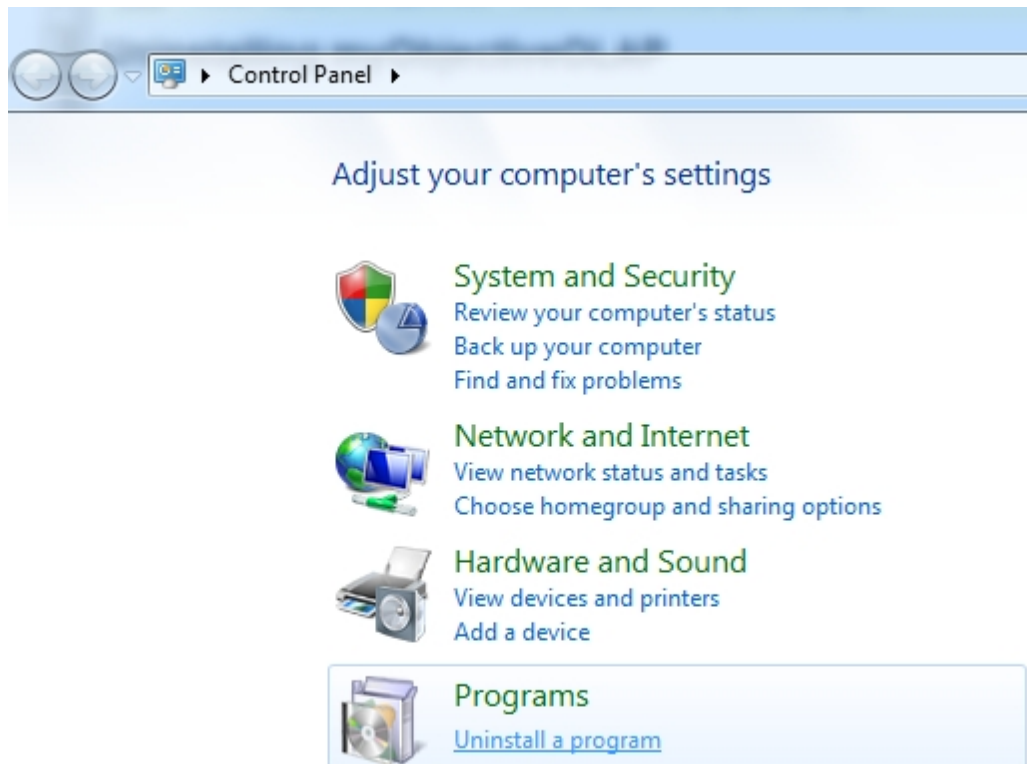 Uninstalling myObjectiveOLAP
Control Panel
Adjust your computer's settings
System and Security
Review your computer's status
Back up your computer
Find and fix problems
Network and Internet
View network status and tasks
Choose homegroup and sharing options
Hardware and Sound
View devices and printers
Add a device
Programs
Uninstall a program